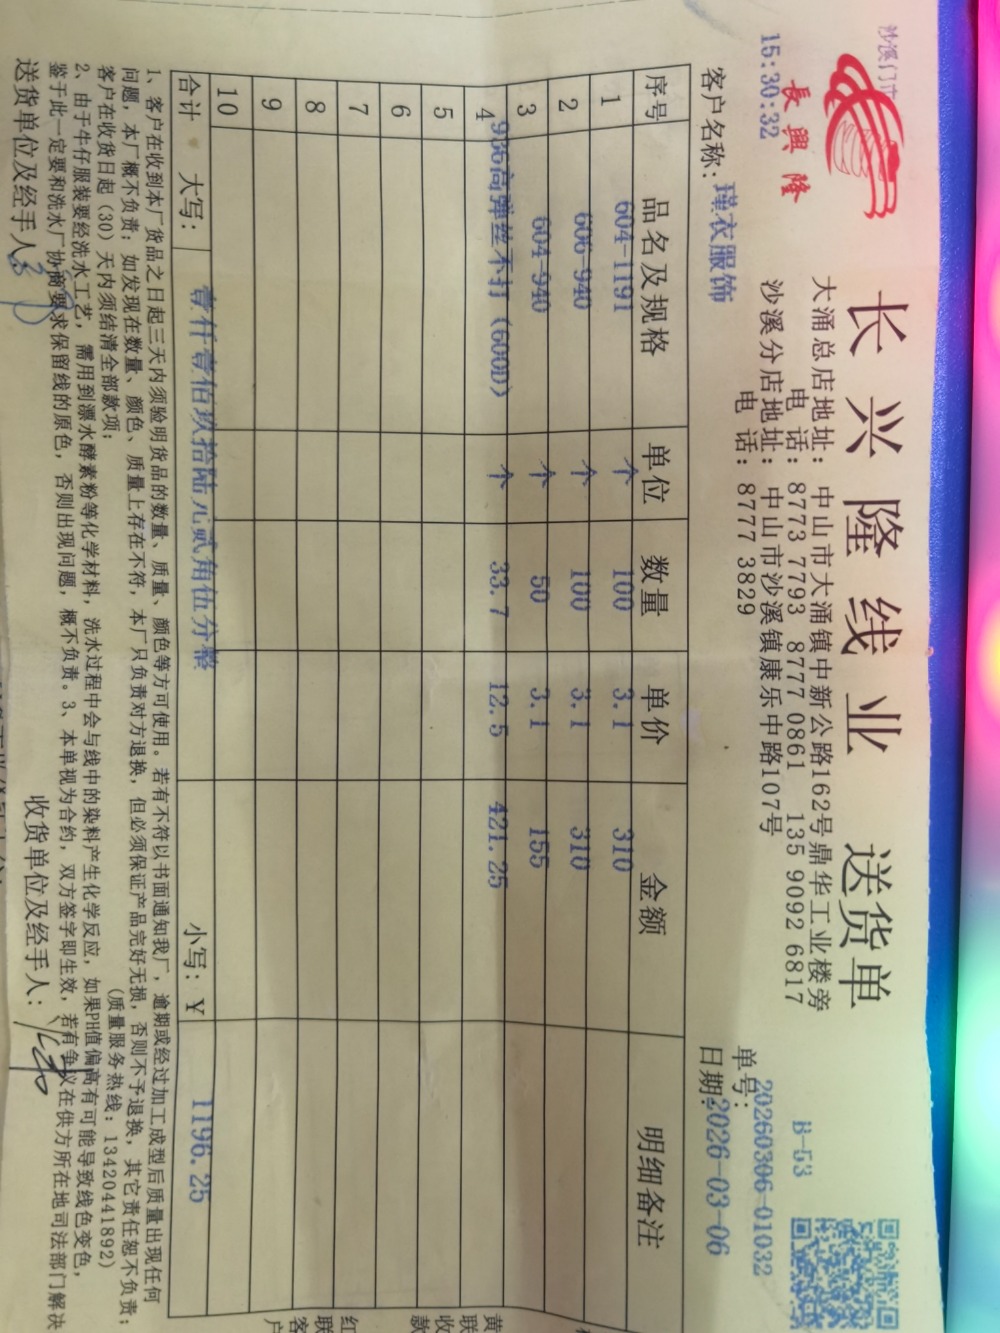 沙溪门市
長興隆
15:30:32
长兴隆线业 送货单
大涌总店地址：中山市大涌镇中新公路162号鼎华工业楼旁
电 话：8773 7793 8777 0861 135 9092 6817
沙溪分店地址：中山市沙溪镇康乐中路107号
电 话：8777 3829
B-53
单号：20260306-01032
客户名称：瑾衣服饰
日期：2026-03-06
序号 品名及规格 单位 数量 单价 金额 明细备注
1 604-1191 个 100 3.1 310
2 606-940 个 100 3.1 310
3 604-940 个 50 3.1 155
4 936高弹丝不打（600D） 个 33.7 12.5 421.25
5
6
7
8
9
10
合计 大写：壹仟壹佰玖拾陆元贰角伍分整 小写：￥ 1196.25
1、客户在收到本厂货品之日起三天内须验明货品的数量、质量、颜色等方可使用。若有不符以书面通知我厂，逾期或经过加工成型后质量出现任何
问题，本厂概不负责；如发现在数量、颜色、质量上存在不符，本厂只负责对方退换，但必须保证产品完好无损，否则不予退换，其它责任恕不负责；
客户在收货日起（30）天内须结清全部款项； （质量服务热线：13420441892）
2、由于牛仔服装要经洗水工艺，需用到漂水酵素粉等化学材料，洗水过程中会与线中的染料产生化学反应，如果PH值偏高有可能导致线色变色，
鉴于此一定要和洗水厂协商要求保留线的原色，否则出现问题，概不负责。3、本单视为合约，双方签字即生效，若有争议在供方所在地司法部门解决
送货单位及经手人： 收货单位及经手人：
红联客户
黄联收款